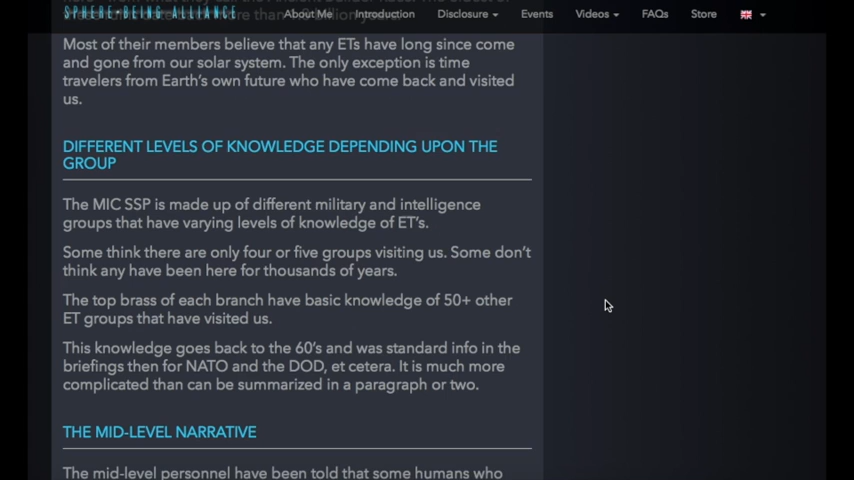 SPHERE BEING ALLIANCE
About Me
Introduction
Disclosure
Events
Videos
FAQs
Store
Most of their members believe that any ETs have long since come
and gone from our solar system. The only exception is time
travelers from Earth's own future who have come back and visited
us.
DIFFERENT LEVELS OF KNOWLEDGE DEPENDING UPON THE
GROUP
The MIC SSP is made up of different military and intelligence
groups that have varying levels of knowledge of ET's.
Some think there are only four or five groups visiting us. Some don't
think any have been here for thousands of years.
The top brass of each branch have basic knowledge of 50+ other
ET groups that have visited us.
This knowledge goes back to the 60's and was standard info in the
briefings then for NATO and the DOD, et cetera. It is much more
complicated than can be summarized in a paragraph or two.
THE MID-LEVEL NARRATIVE
The mid-level personnel have been told that some humans who